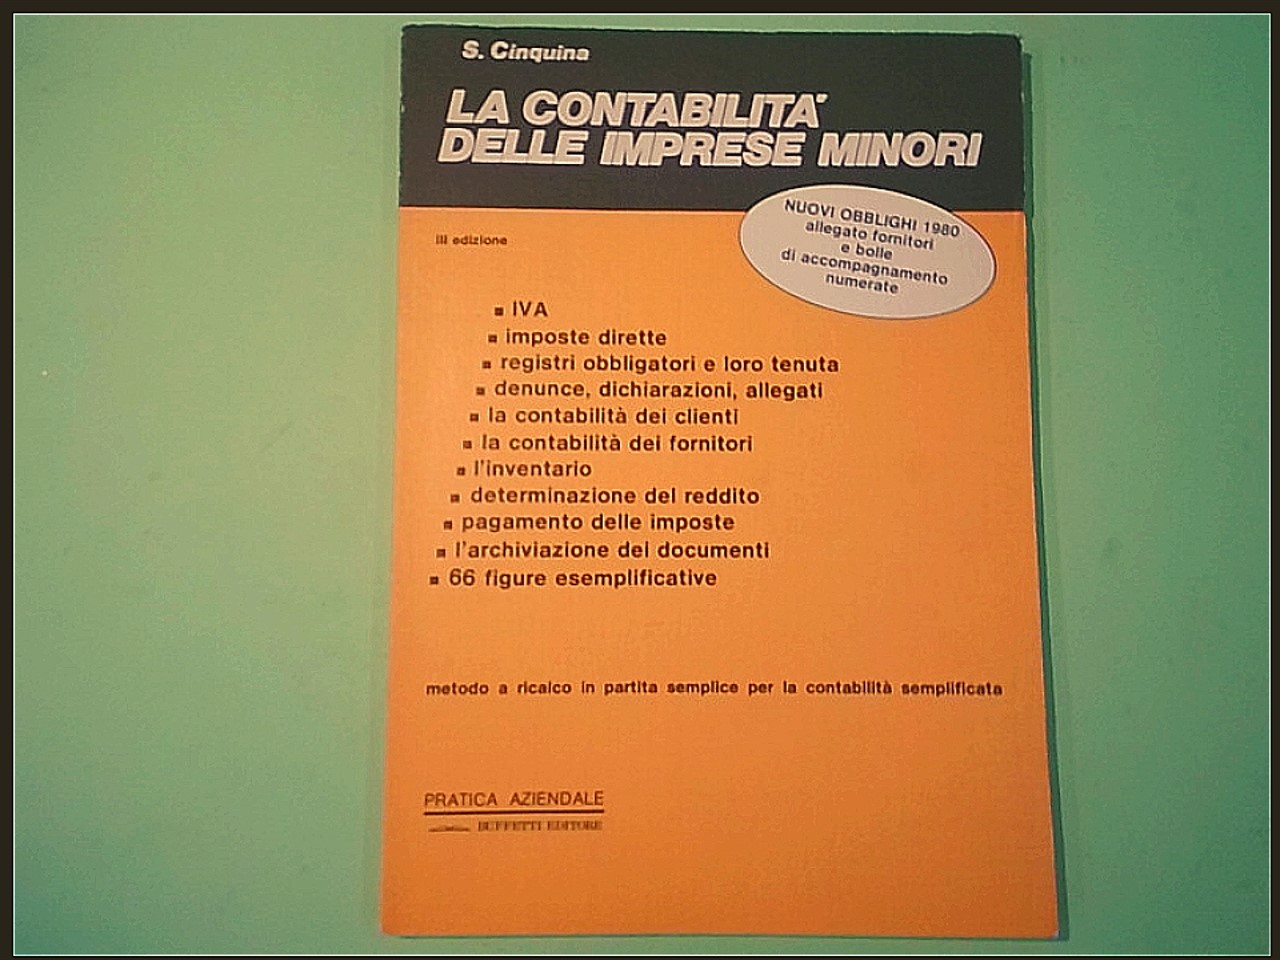 S. Cinquina
LA CONTABILITA'
DELLE IMPRESE MINORI
NUOVI OBBLIGHI 1980
allegato fornitori
e bolle
di accompagnamento
numerate
III edizione
▪ IVA
▪ imposte dirette
▪ registri obbligatori e loro tenuta
▪ denunce, dichiarazioni, allegati
▪ la contabilità dei clienti
▪ la contabilità dei fornitori
▪ l'inventario
▪ determinazione del reddito
▪ pagamento delle imposte
▪ l'archiviazione dei documenti
▪ 66 figure esemplificative
metodo a ricalco in partita semplice per la contabilità semplificata
PRATICA AZIENDALE
BUFFETTI EDITORE